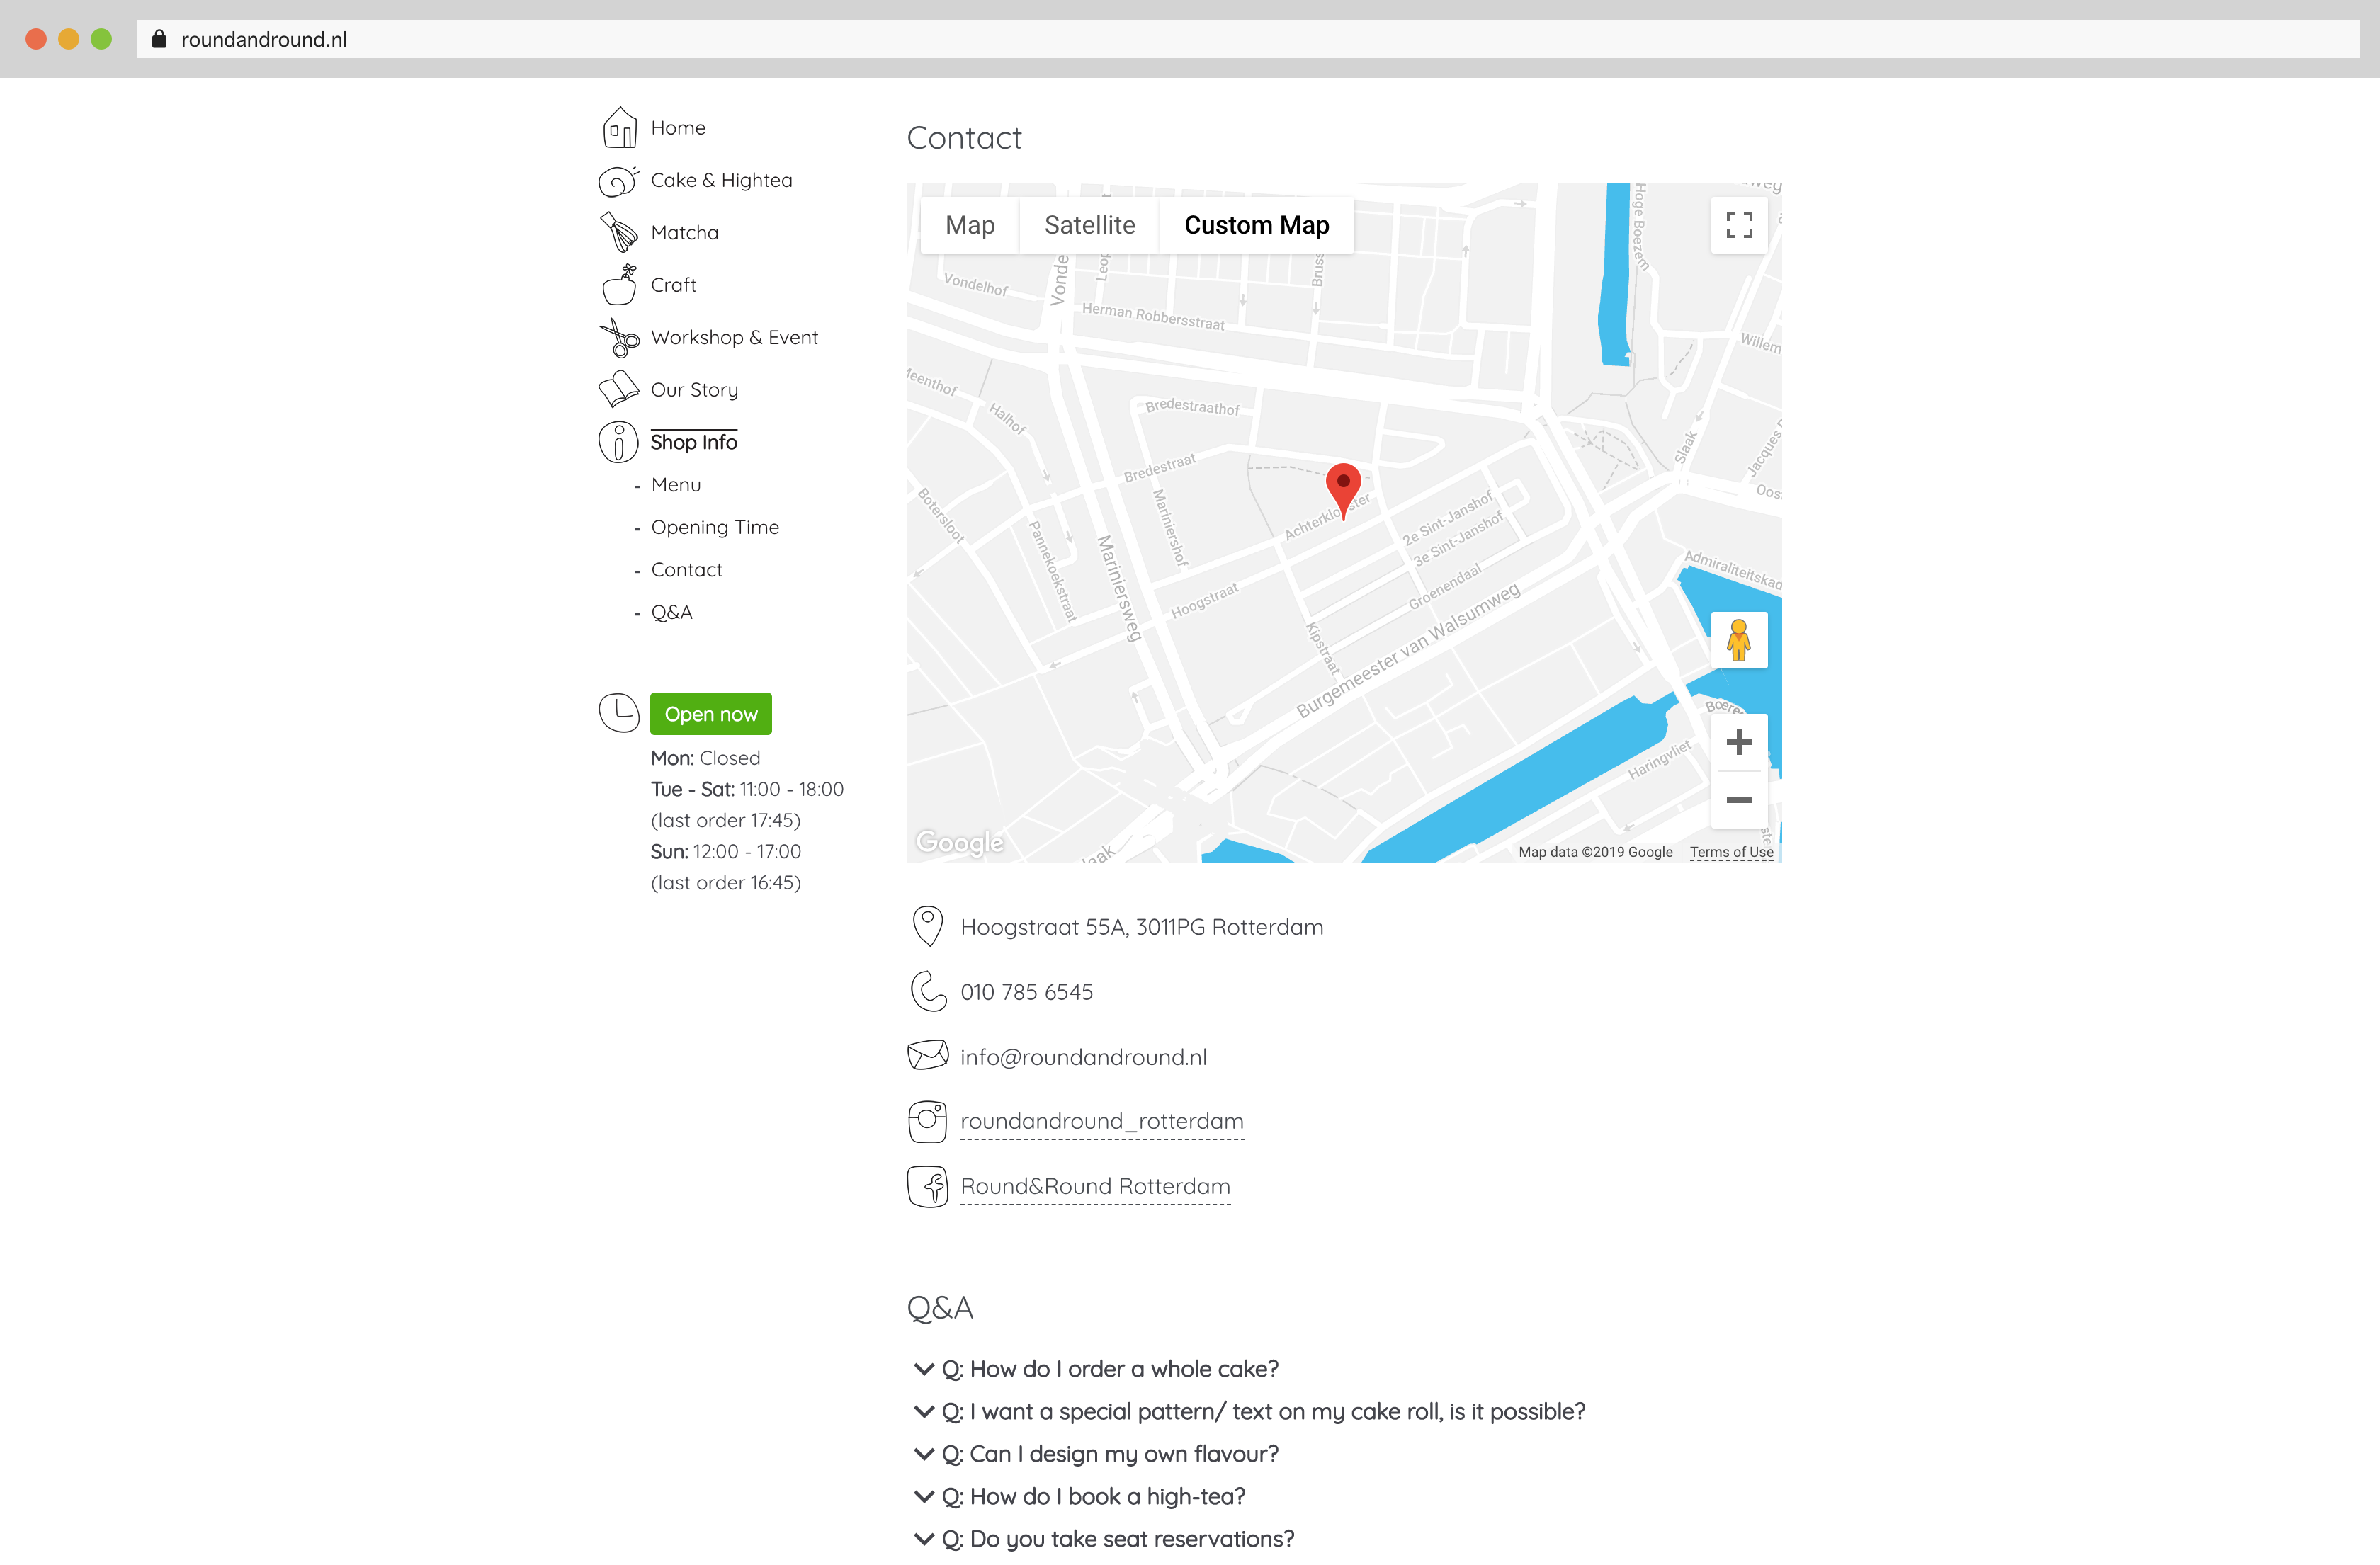 roundandround.nl
Home
Cake & Hightea
Matcha
Craft
Workshop & Event
Our Story
Shop Info
- Menu
- Opening Time
- Contact
- Q&A
Open now
Mon: Closed
Tue - Sat: 11:00 - 18:00
(last order 17:45)
Sun: 12:00 - 17:00
(last order 16:45)
Contact
Map
Satellite
Custom Map
Hoge Boezem
Vondelhof
Herman Robbersstraat
Willem
Halhof
Bredestraathof
Bredestraat
Slaak
Jacques
Botersloot
Pannekoekstraat
Mariniershof
Mariniersweg
2e Sint-Janshof
3e Sint-Janshof
Groenendaal
Hoogstraat
Kipstraat
Burgemeester van Walsumweg
Haringvliet
Google
Map data ©2019 Google
Terms of Use
Hoogstraat 55A, 3011PG Rotterdam
010 785 6545
info@roundandround.nl
roundandround_rotterdam
Round&Round Rotterdam
Q&A
Q: How do I order a whole cake?
Q: I want a special pattern/ text on my cake roll, is it possible?
Q: Can I design my own flavour?
Q: How do I book a high-tea?
Q: Do you take seat reservations?